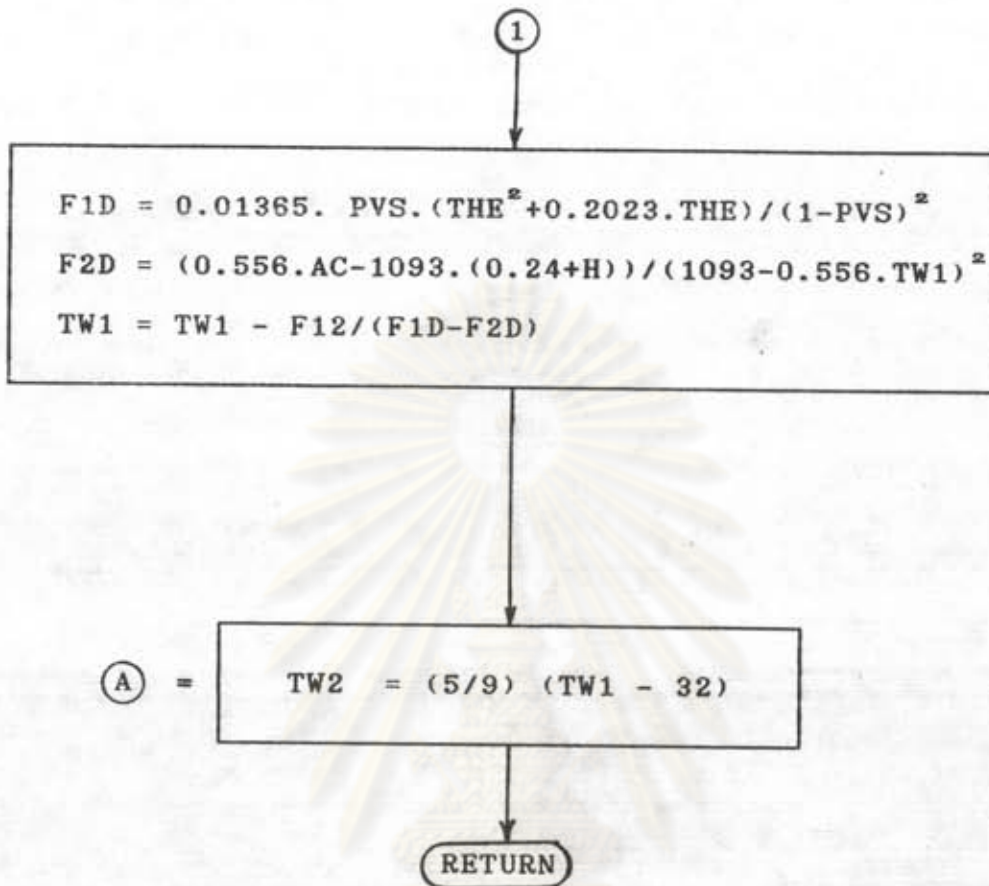 1
F1D = 0.01365. PVS.(THE²+0.2023.THE)/(1-PVS)²
F2D = (0.556.AC-1093.(0.24+H))/(1093-0.556.TW1)²
TW1 = TW1 - F12/(F1D-F2D)
A = TW2 = (5/9) (TW1 - 32)
RETURN